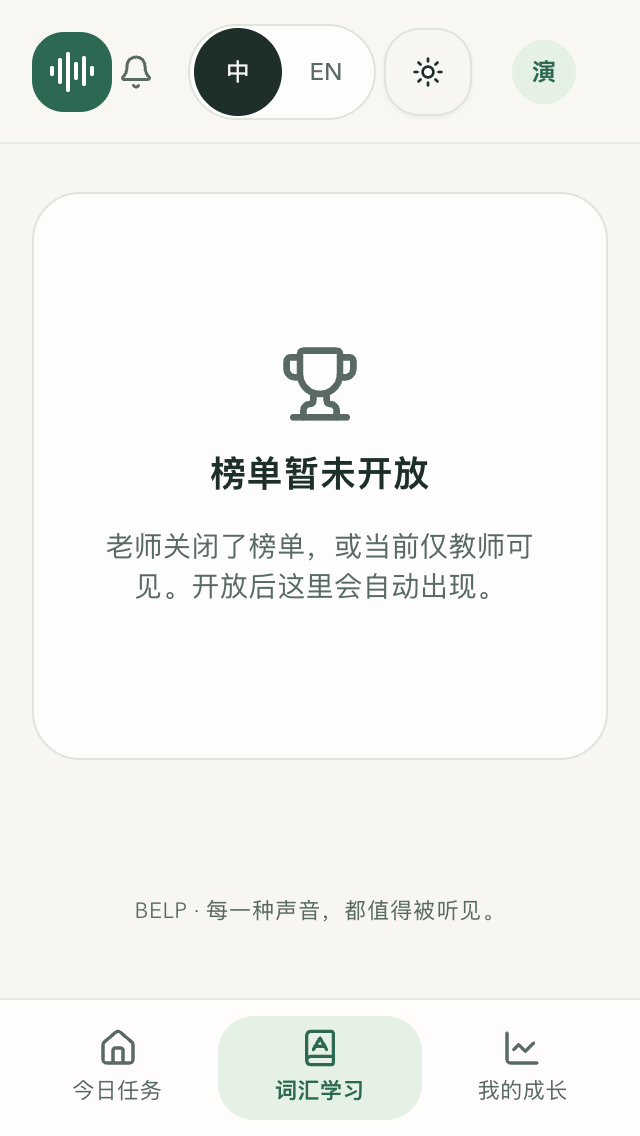 中 EN 演
榜单暂未开放
老师关闭了榜单，或当前仅教师可
见。开放后这里会自动出现。
BELP · 每一种声音，都值得被听见。
今日任务 词汇学习 我的成长